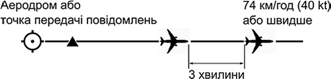 Аеродром або
точка передачі повідомлень
74 км/год (40 kt)
або швидше
3 хвилини